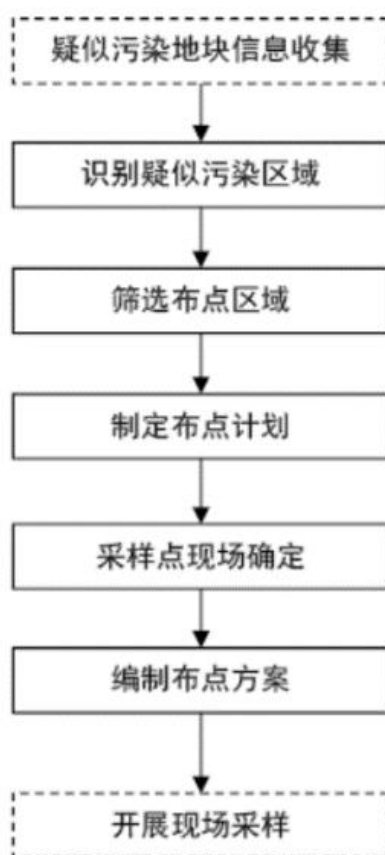 疑似污染地块信息收集
识别疑似污染区域
筛选布点区域
制定布点计划
采样点现场确定
编制布点方案
开展现场采样